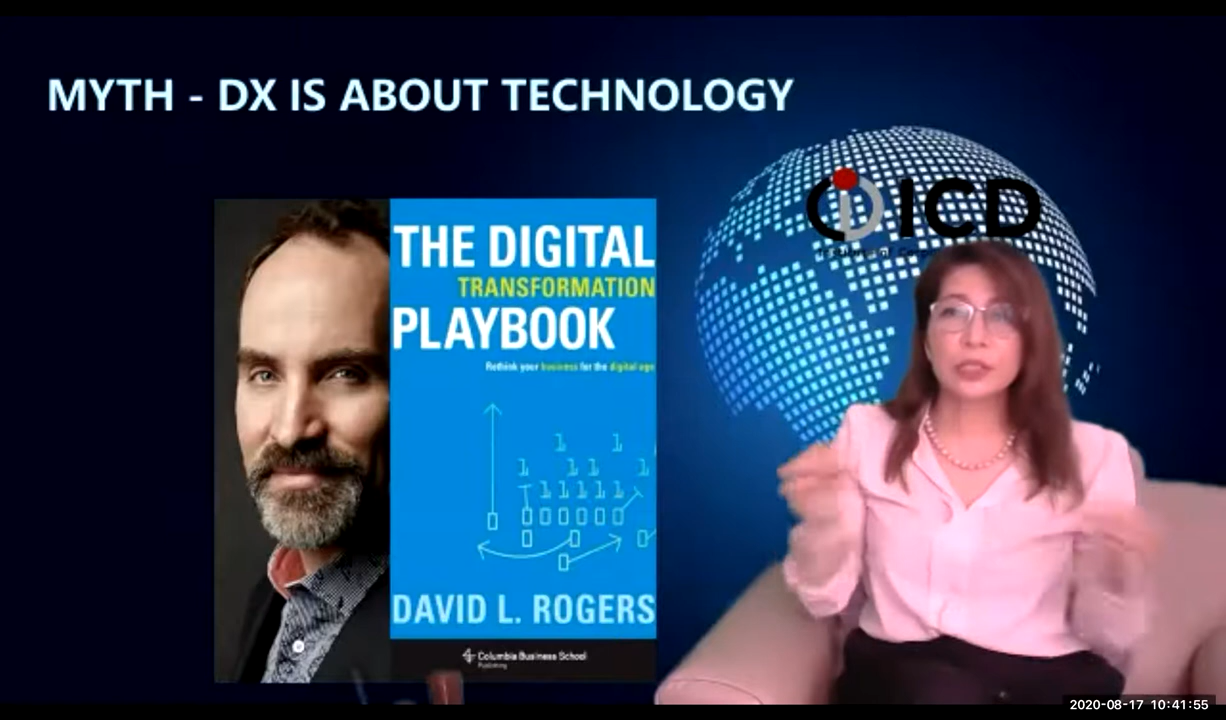 MYTH - DX IS ABOUT TECHNOLOGY
ICD
THE DIGITAL
TRANSFORMATION
PLAYBOOK
Rethink your business for the digital age
DAVID L. ROGERS
Columbia Business School
Publishing
2020-08-17 10:41:55